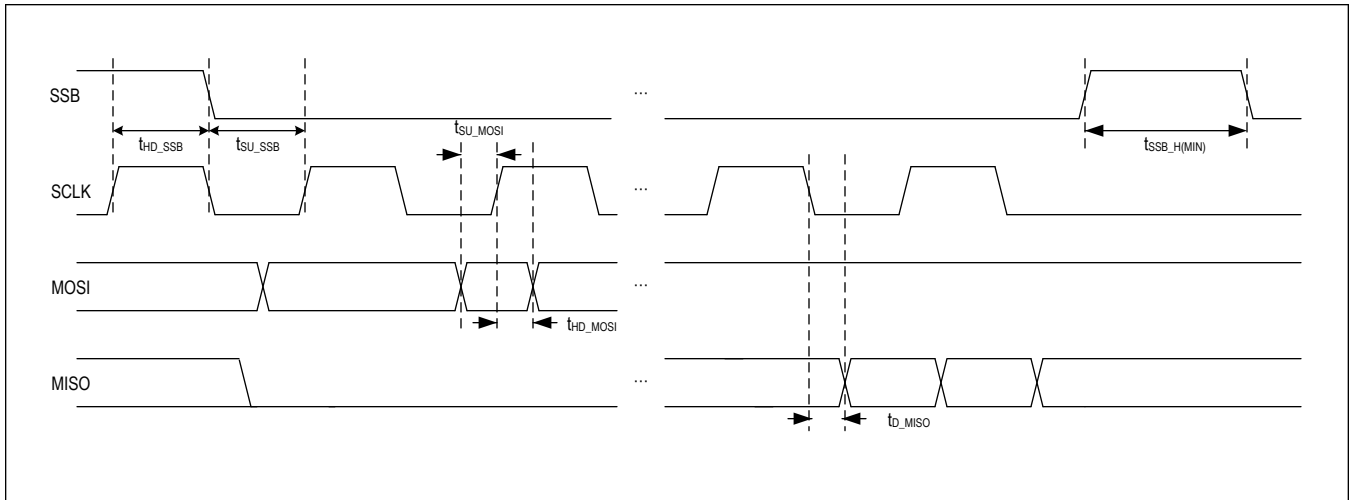 SSB
...
tHD_SSB
tSU_SSB
tSU_MOSI
tSSB_H(MIN)
SCLK
...
MOSI
...
tHD_MOSI
MISO
...
tD_MISO